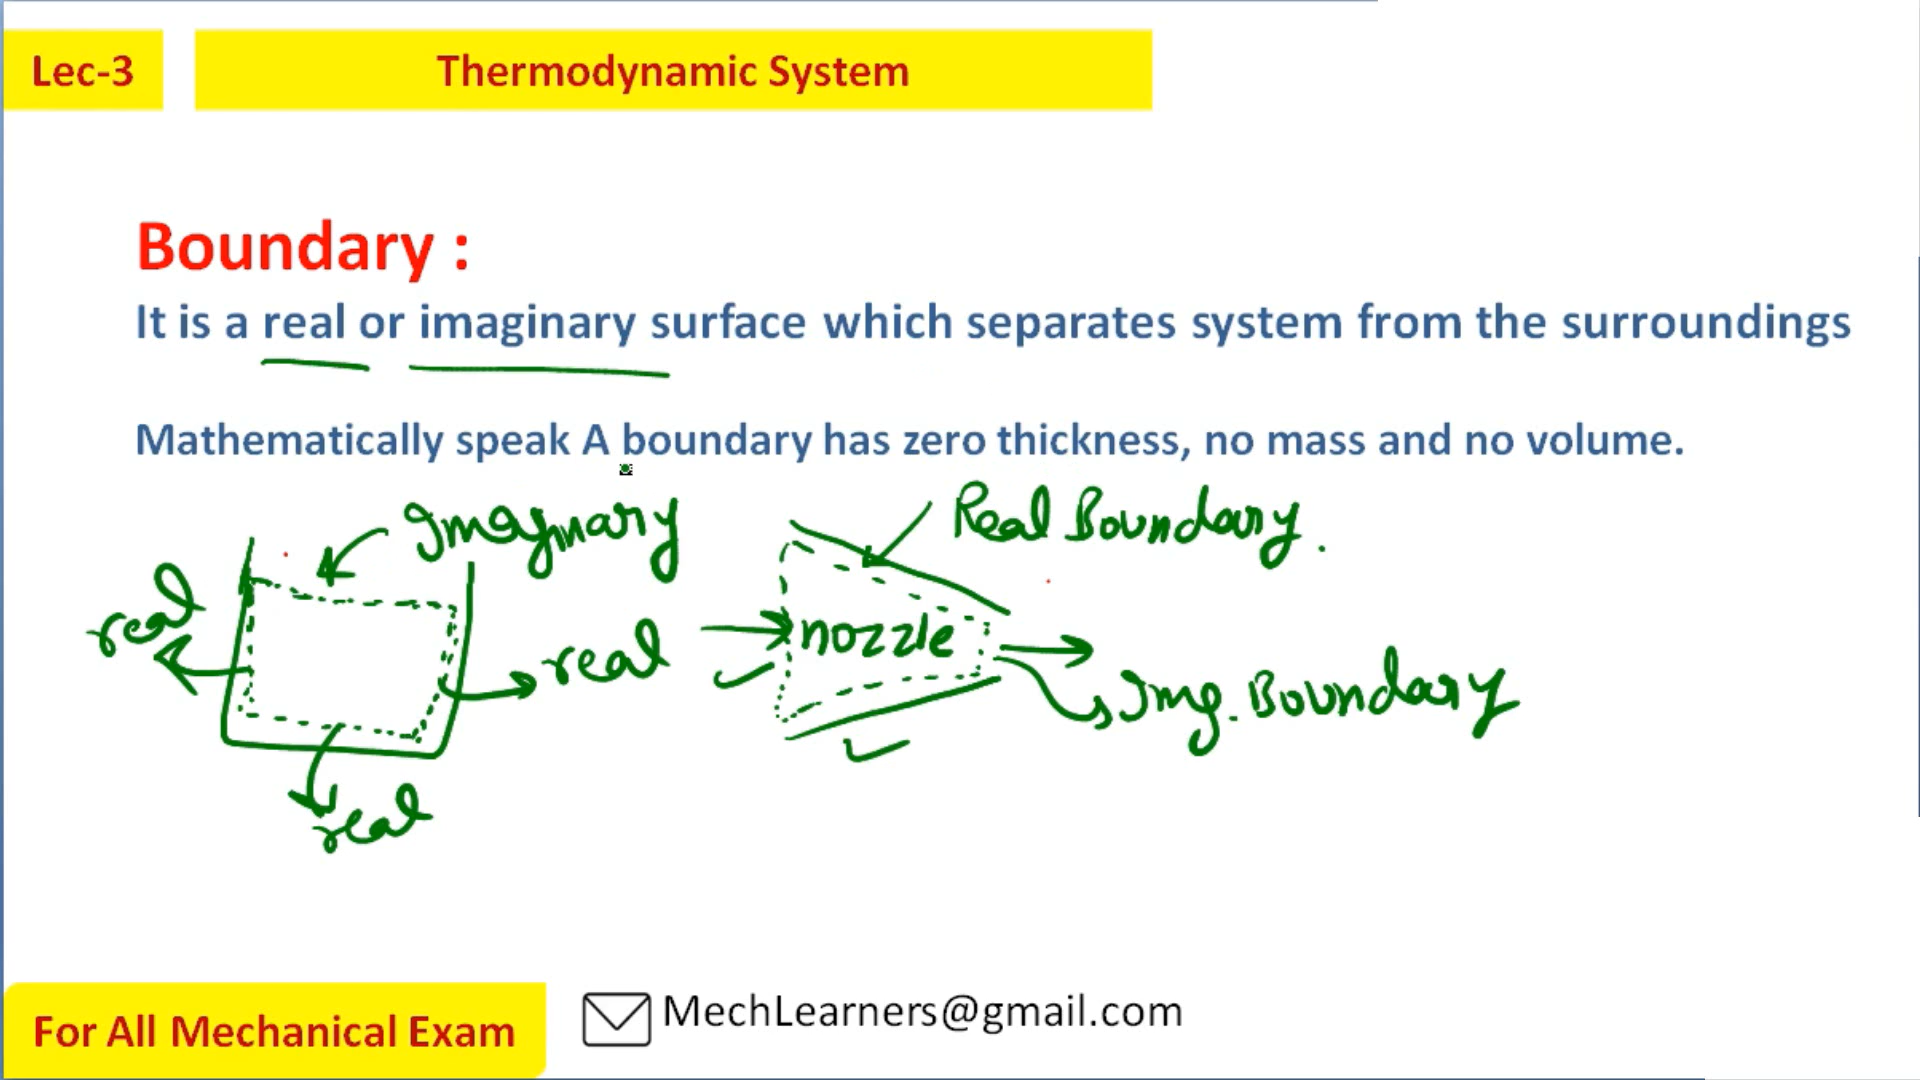 Lec-3
Thermodynamic System
Boundary :
It is a real or imaginary surface which separates system from the surroundings
Mathematically speak A boundary has zero thickness, no mass and no volume.
Imaginary
Real Boundary.
real
real
nozzle
Img. Boundary
real
For All Mechanical Exam
MechLearners@gmail.com